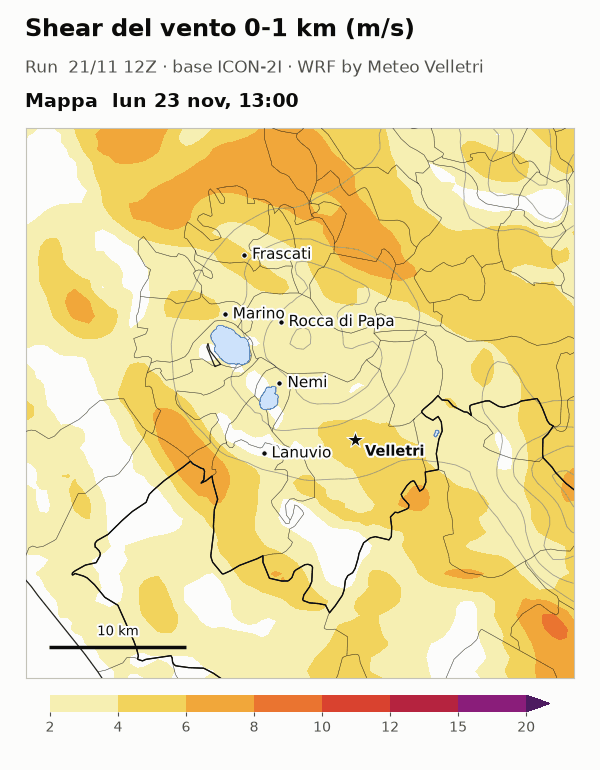 Shear del vento 0-1 km (m/s)
Run  21/11 12Z · base ICON-2I · WRF by Meteo Velletri
Mappa  lun 23 nov, 13:00
Frascati
Marino
Rocca di Papa
Nemi
Velletri
Lanuvio
10 km
2 4 6 8 10 12 15 20